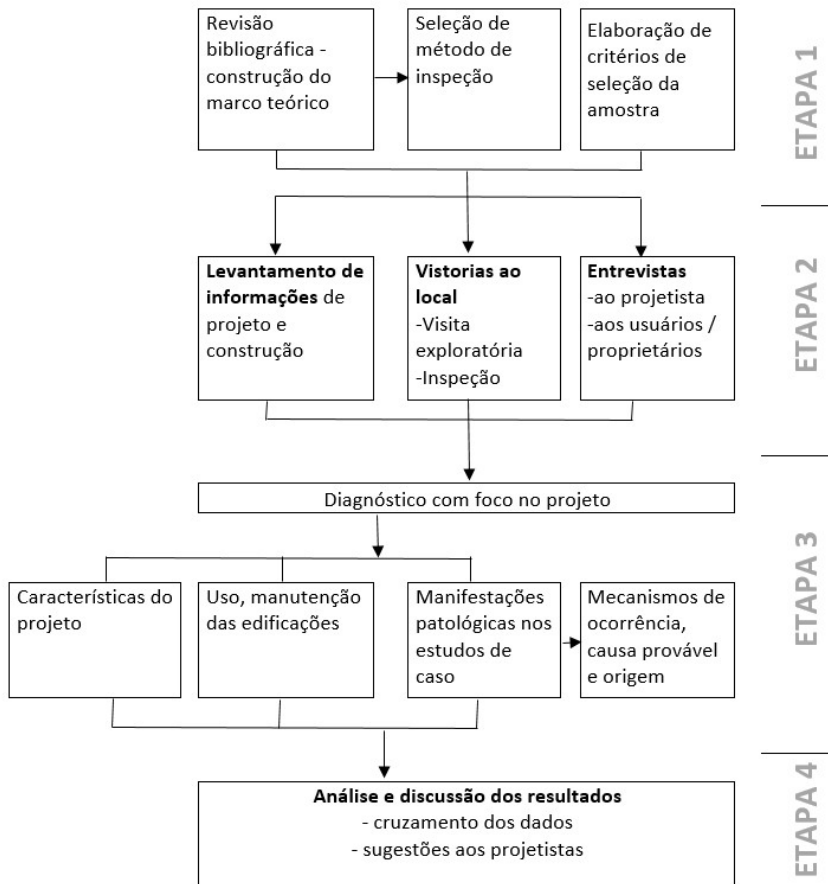 Revisão
bibliográfica -
construção do
marco teórico
Seleção de
método de
inspeção
Elaboração de
critérios de
seleção da
amostra
ETAPA 1
Levantamento de
informações de
projeto e
construção
Vistorias ao
local
-Visita
exploratória
-Inspeção
Entrevistas
-ao projetista
-aos usuários /
proprietários
ETAPA 2
Diagnóstico com foco no projeto
Características do
projeto
Uso, manutenção
das edificações
Manifestações
patológicas nos
estudos de
caso
Mecanismos de
ocorrência,
causa provável
e origem
ETAPA 3
Análise e discussão dos resultados
- cruzamento dos dados
- sugestões aos projetistas
ETAPA 4